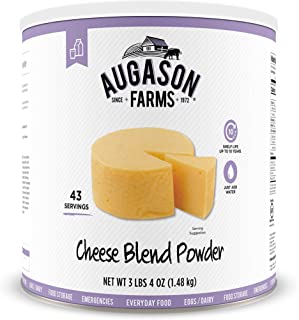 AUGASON
SINCE FARMS 1972
10
SHELF LIFE
UP TO 10 YEARS
JUST ADD
WATER
43
SERVINGS
Serving
Suggestion
Cheese Blend Powder
NET WT 3 LBS 4 OZ (1.48 kg)
FOOD STORAGE EMERGENCIES EVERYDAY FOOD EGGS / DAIRY FOOD STORAGE